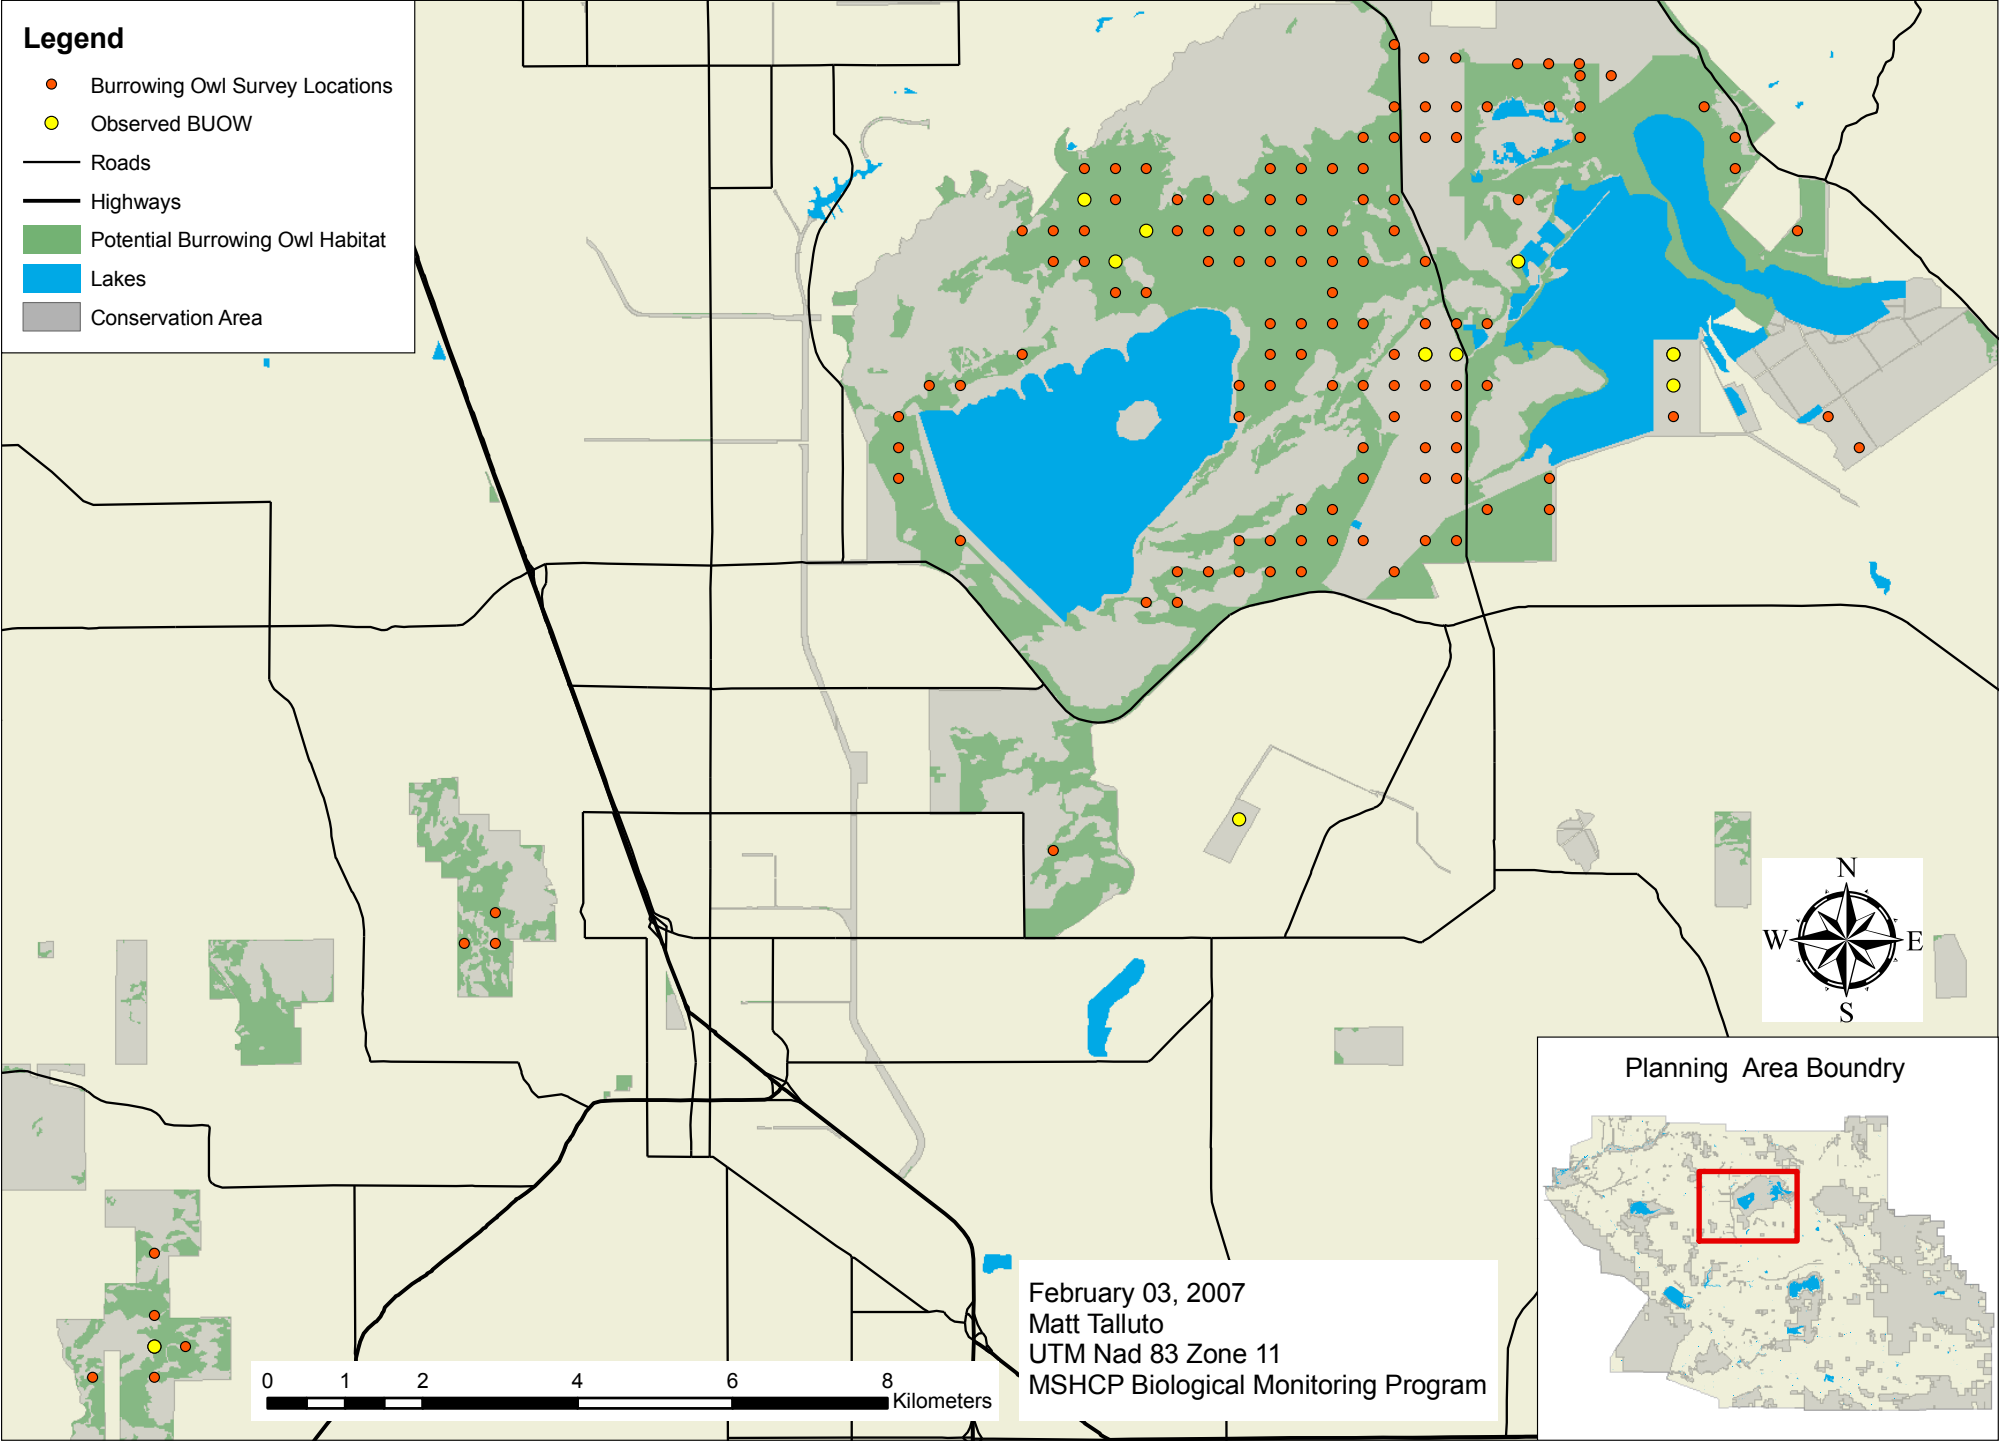 Legend
Burrowing Owl Survey Locations
Observed BUOW
Roads
Highways
Potential Burrowing Owl Habitat
Lakes
Conservation Area
N
W E
S
Planning Area Boundry
February 03, 2007
Matt Talluto
UTM Nad 83 Zone 11
MSHCP Biological Monitoring Program
0 1 2 4 6 8
Kilometers